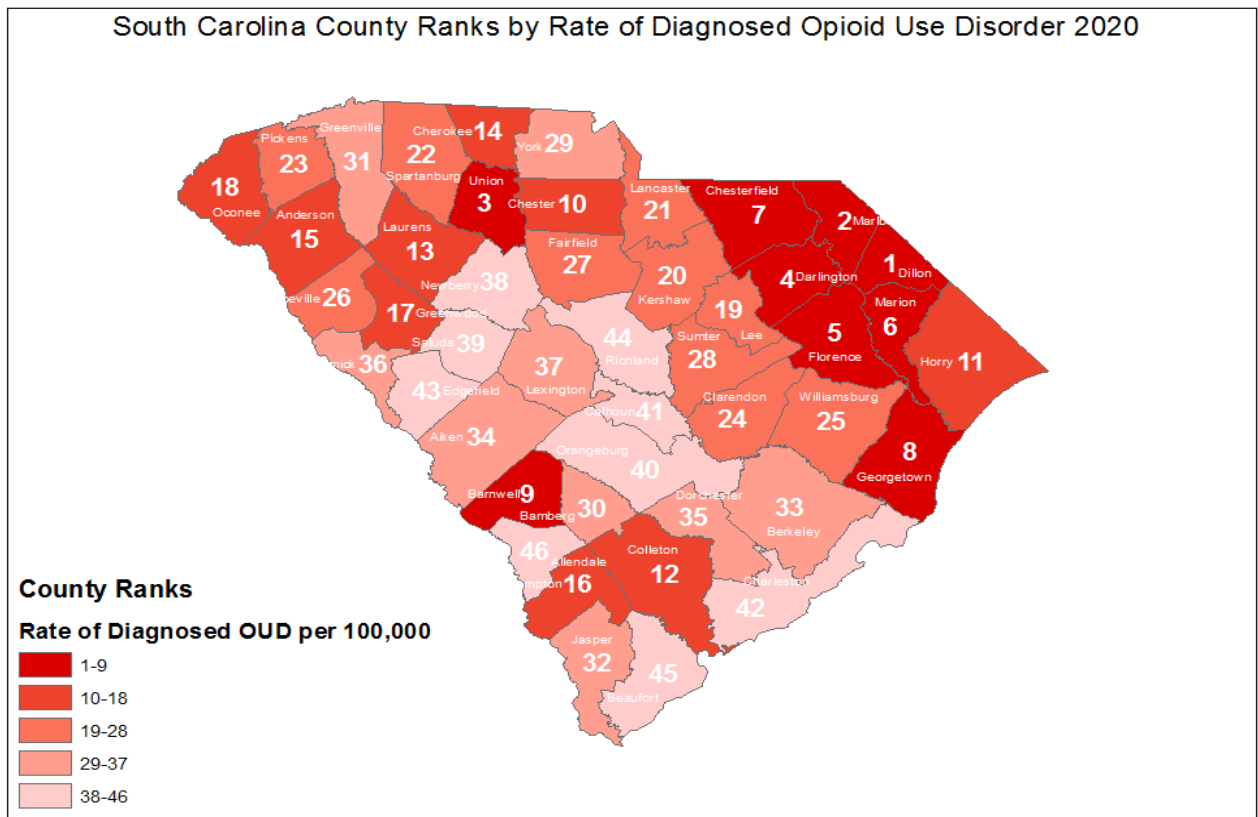 South Carolina County Ranks by Rate of Diagnosed Opioid Use Disorder 2020
Greenville
31
Pickens
23
Cherokee 14
22
Spartanburg
York 29
18
Oconee
Union
3
Chester 10
Lancaster
21
Chesterfield
7
2 Marlb
1 Dillon
Anderson
15
Laurens
13
Fairfield
27
20
Kershaw
4 Darlington
Marion
6
eville 26
17
Greenwood
Newberry 38
19
Lee
5
Florence
Horry 11
Saluda 39
nick 36
37
Lexington
44
Richland
Sumter
28
43 Edgefield
Calhoun 41
Clarendon
24
Williamsburg
25
Aiken 34
Orangeburg
40
8
Georgetown
Barnwell 9
Bamberg 30
Dorchester
35
33
Berkeley
46
Allendale
mpton 16
Colleton
12
Charleston
42
Jasper
32
45
Beaufort
County Ranks
Rate of Diagnosed OUD per 100,000
1-9
10-18
19-28
29-37
38-46